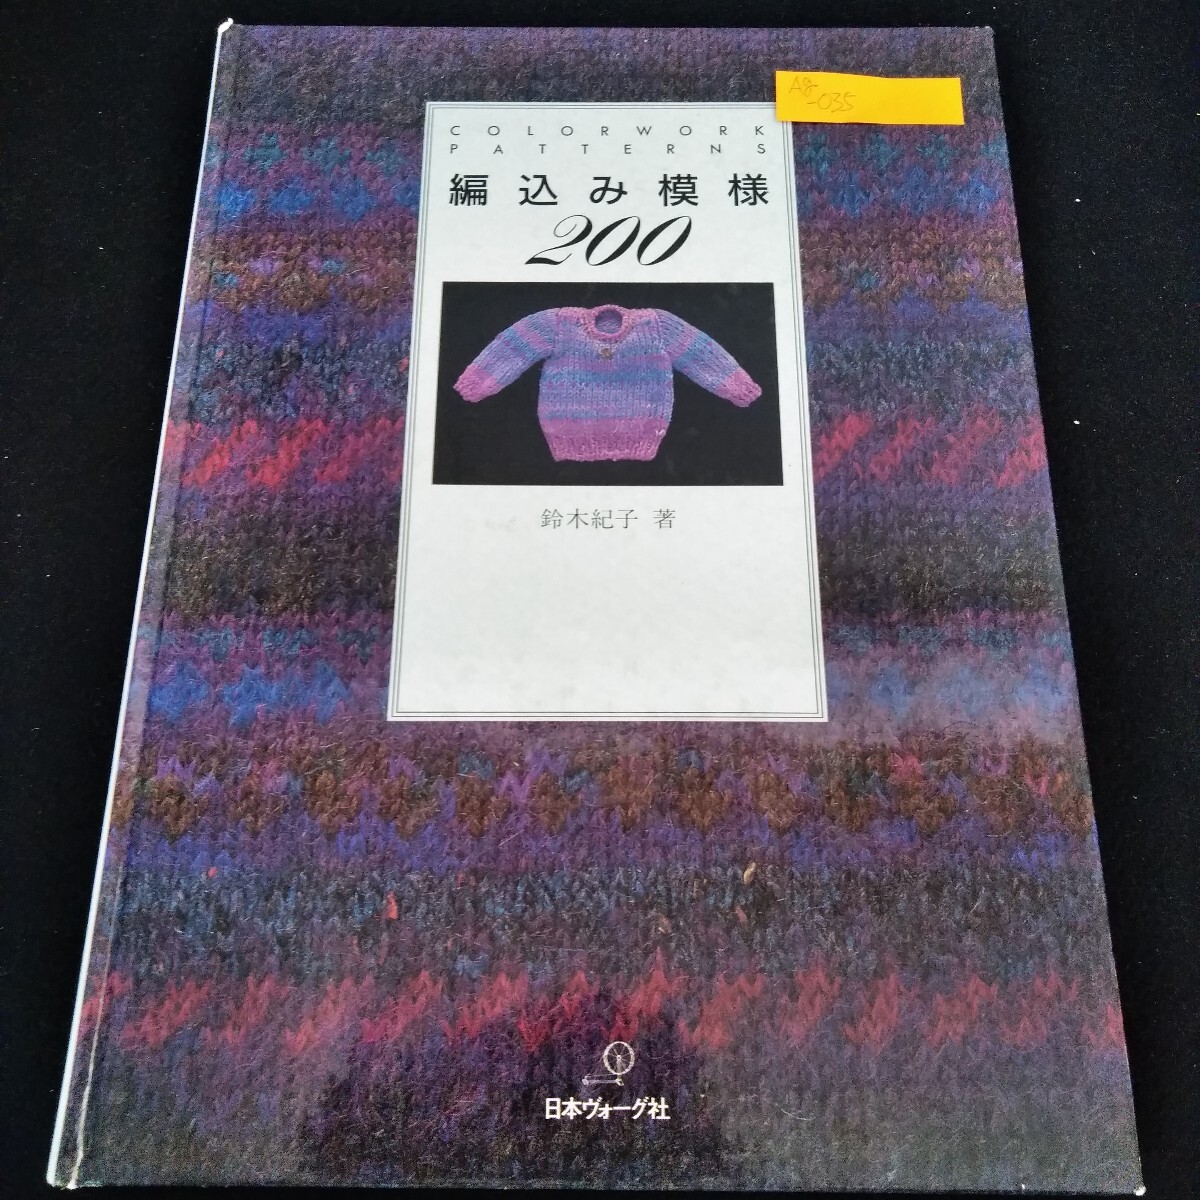 A8
-035
COLORWORK
PATTERNS
編込み模様
200
鈴木紀子 著
日本ヴォーグ社